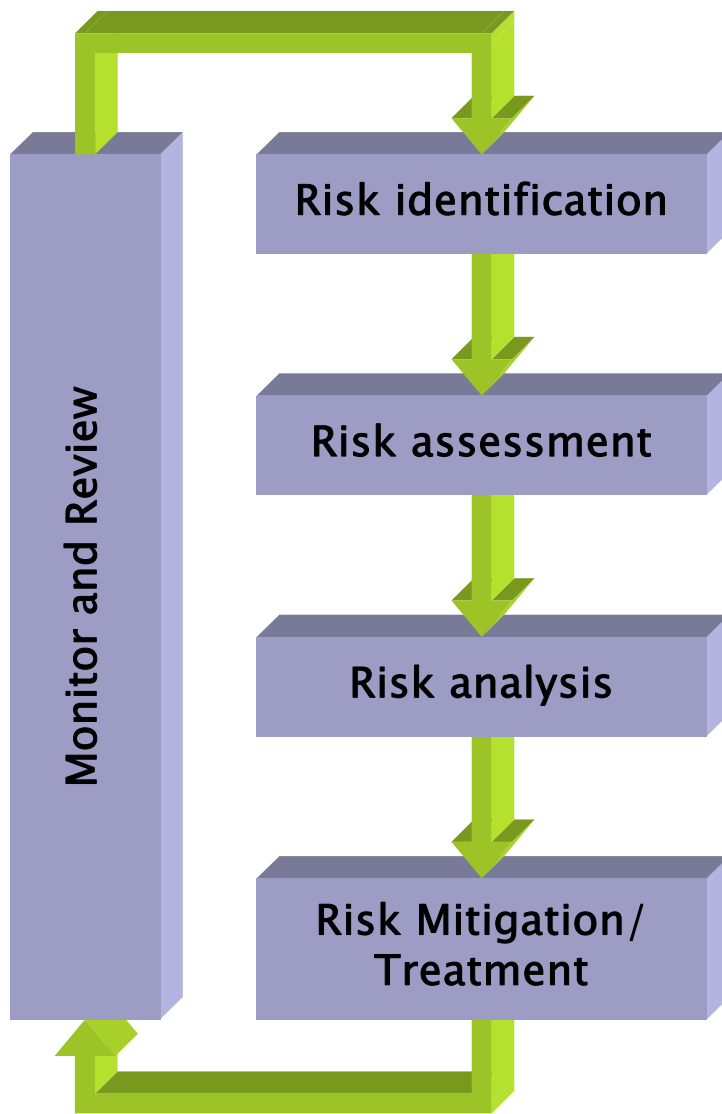 Risk identification
Risk assessment
Risk analysis
Risk Mitigation/
Treatment
Monitor and Review